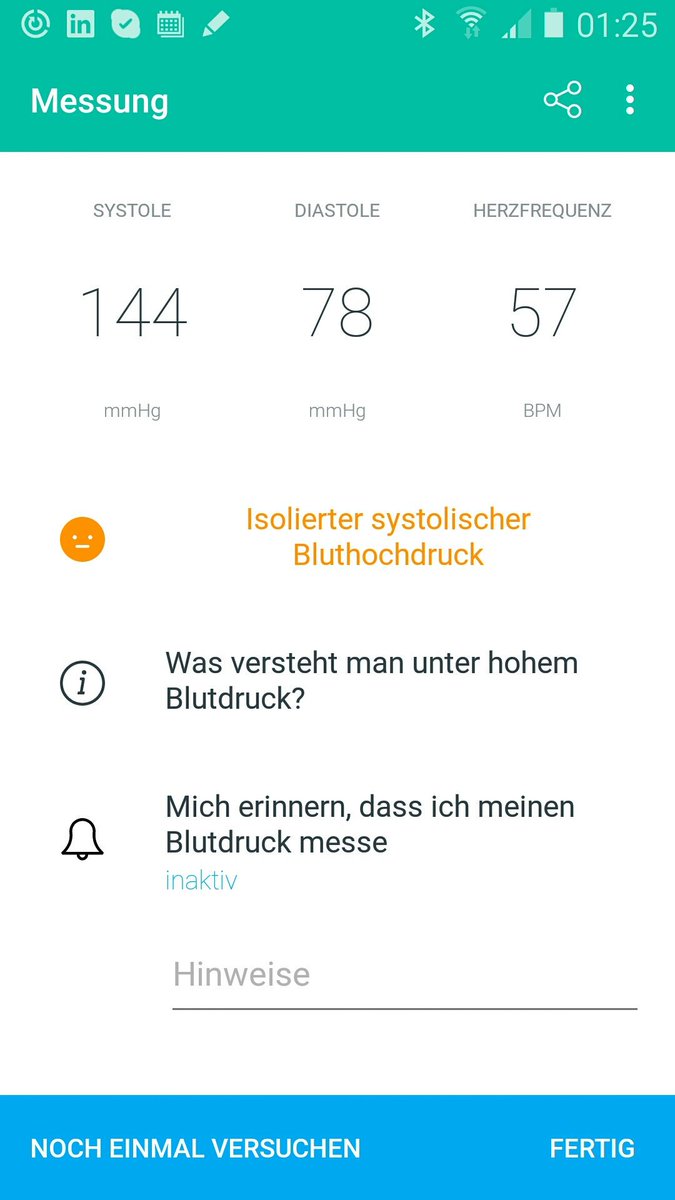 01:25
Messung
SYSTOLE DIASTOLE HERZFREQUENZ
144 78 57
mmHg mmHg BPM
Isolierter systolischer
Bluthochdruck
Was versteht man unter hohem
Blutdruck?
Mich erinnern, dass ich meinen
Blutdruck messe
inaktiv
Hinweise
NOCH EINMAL VERSUCHEN FERTIG